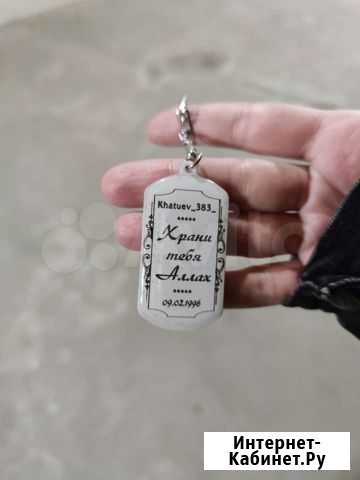 Khatuev_383_
*****
Храни
тебя
Аллах
*****
09.02.1996
Интернет-
Кабинет.Ру